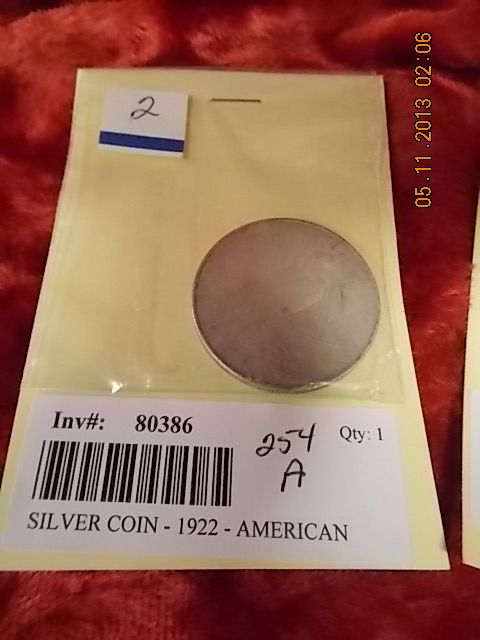 05.11.2013 02:06
2
Inv#: 80386
254
Qty: 1
A
SILVER COIN - 1922 - AMERICAN